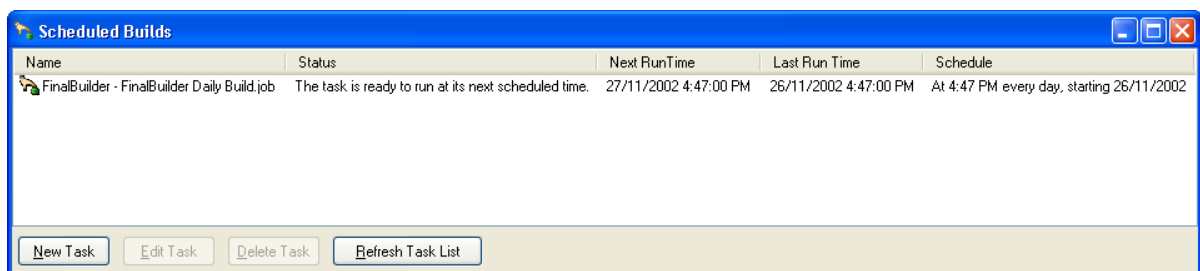 Scheduled Builds
Name Status Next RunTime Last Run Time Schedule
FinalBuilder - FinalBuilder Daily Build.job The task is ready to run at its next scheduled time. 27/11/2002 4:47:00 PM 26/11/2002 4:47:00 PM At 4:47 PM every day, starting 26/11/2002
New Task Edit Task Delete Task Refresh Task List